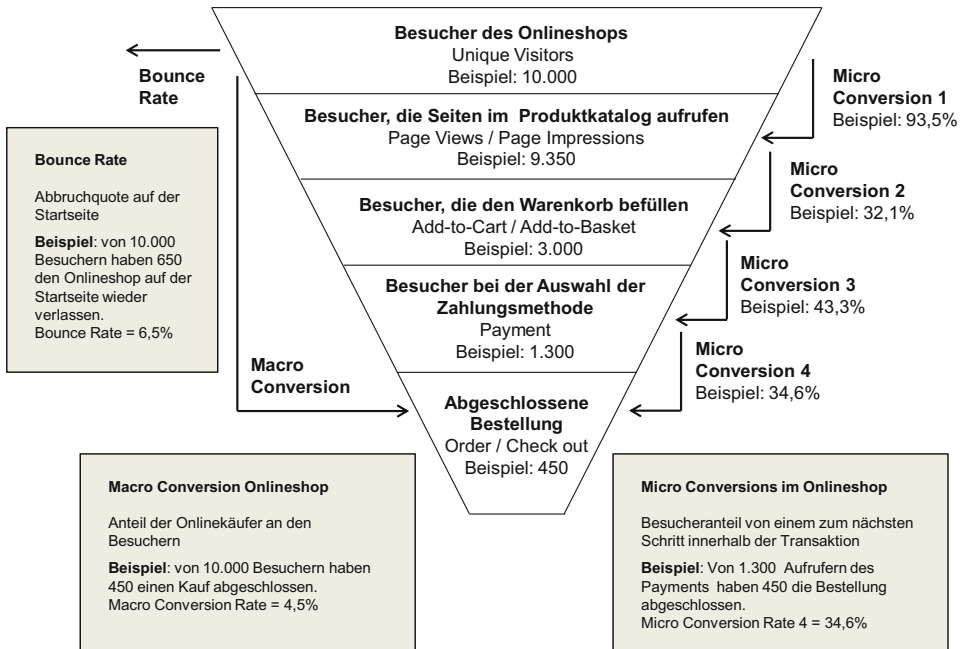 Besucher des Onlineshops
Unique Visitors
Beispiel: 10.000
Bounce
Rate
Micro
Conversion 1
Beispiel: 93,5%
Besucher, die Seiten im Produktkatalog aufrufen
Page Views / Page Impressions
Beispiel: 9.350
Micro
Conversion 2
Beispiel: 32,1%
Besucher, die den Warenkorb befüllen
Add-to-Cart / Add-to-Basket
Beispiel: 3.000
Micro
Conversion 3
Beispiel: 43,3%
Besucher bei der Auswahl der
Zahlungsmethode
Payment
Beispiel: 1.300
Micro
Conversion 4
Beispiel: 34,6%
Macro
Conversion
Abgeschlossene
Bestellung
Order / Check out
Beispiel: 450
Bounce Rate
Abbruchquote auf der
Startseite
Beispiel: von 10.000
Besuchern haben 650
den Onlineshop auf der
Startseite wieder
verlassen.
Bounce Rate = 6,5%
Macro Conversion Onlineshop
Anteil der Onlinekäufer an den
Besuchern
Beispiel: von 10.000 Besuchern haben
450 einen Kauf abgeschlossen.
Macro Conversion Rate = 4,5%
Micro Conversions im Onlineshop
Besucheranteil von einem zum nächsten
Schritt innerhalb der Transaktion
Beispiel: Von 1.300 Aufrufern des
Payments haben 450 die Bestellung
abgeschlossen.
Micro Conversion Rate 4 = 34,6%